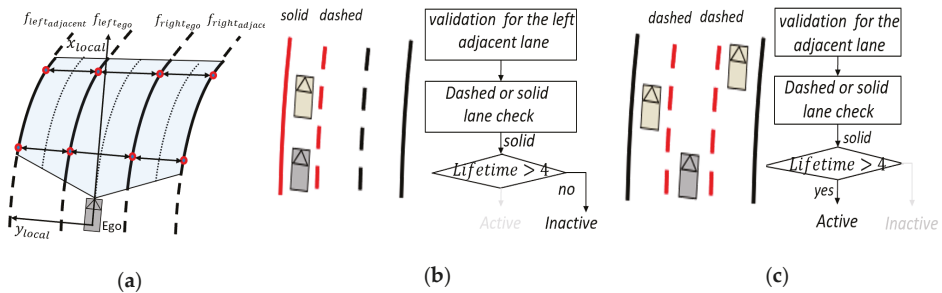 f_left_adjacent f_left_ego f_right_ego f_right_adjace
x_local
y_local
Ego
(a)
solid dashed
validation for the left
adjacent lane
Dashed or solid
lane check
solid
Lifetime > 4
no
Active
Inactive
(b)
dashed dashed
validation for the
adjacent lane
Dashed or solid
lane check
solid
Lifetime > 4
yes
Active
Inactive
(c)